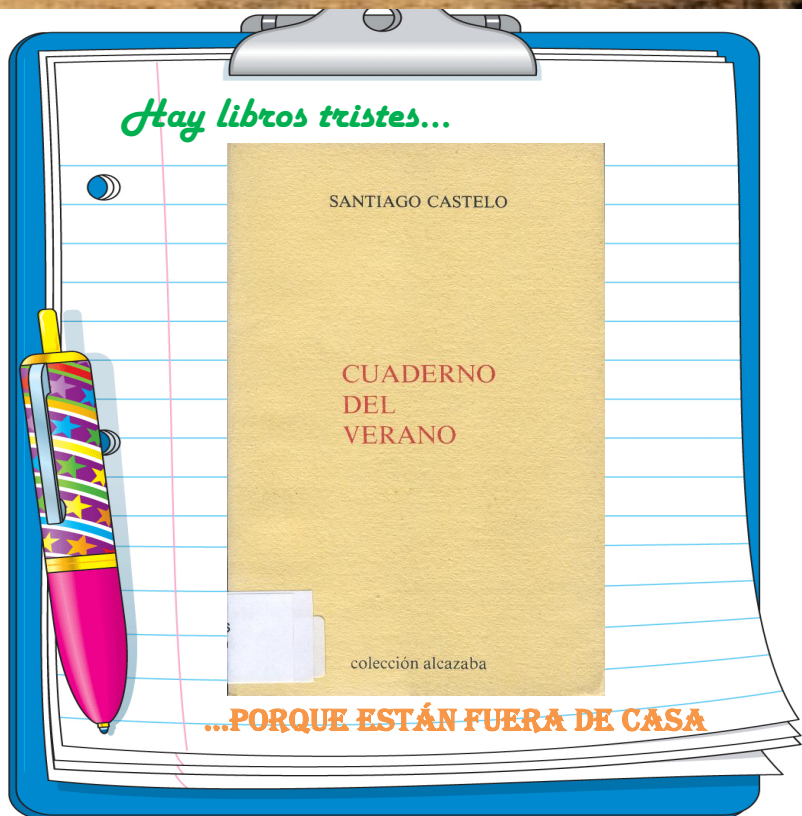 Hay libros tristes...
SANTIAGO CASTELO
CUADERNO
DEL
VERANO
colección alcazaba
...PORQUE ESTÁN FUERA DE CASA